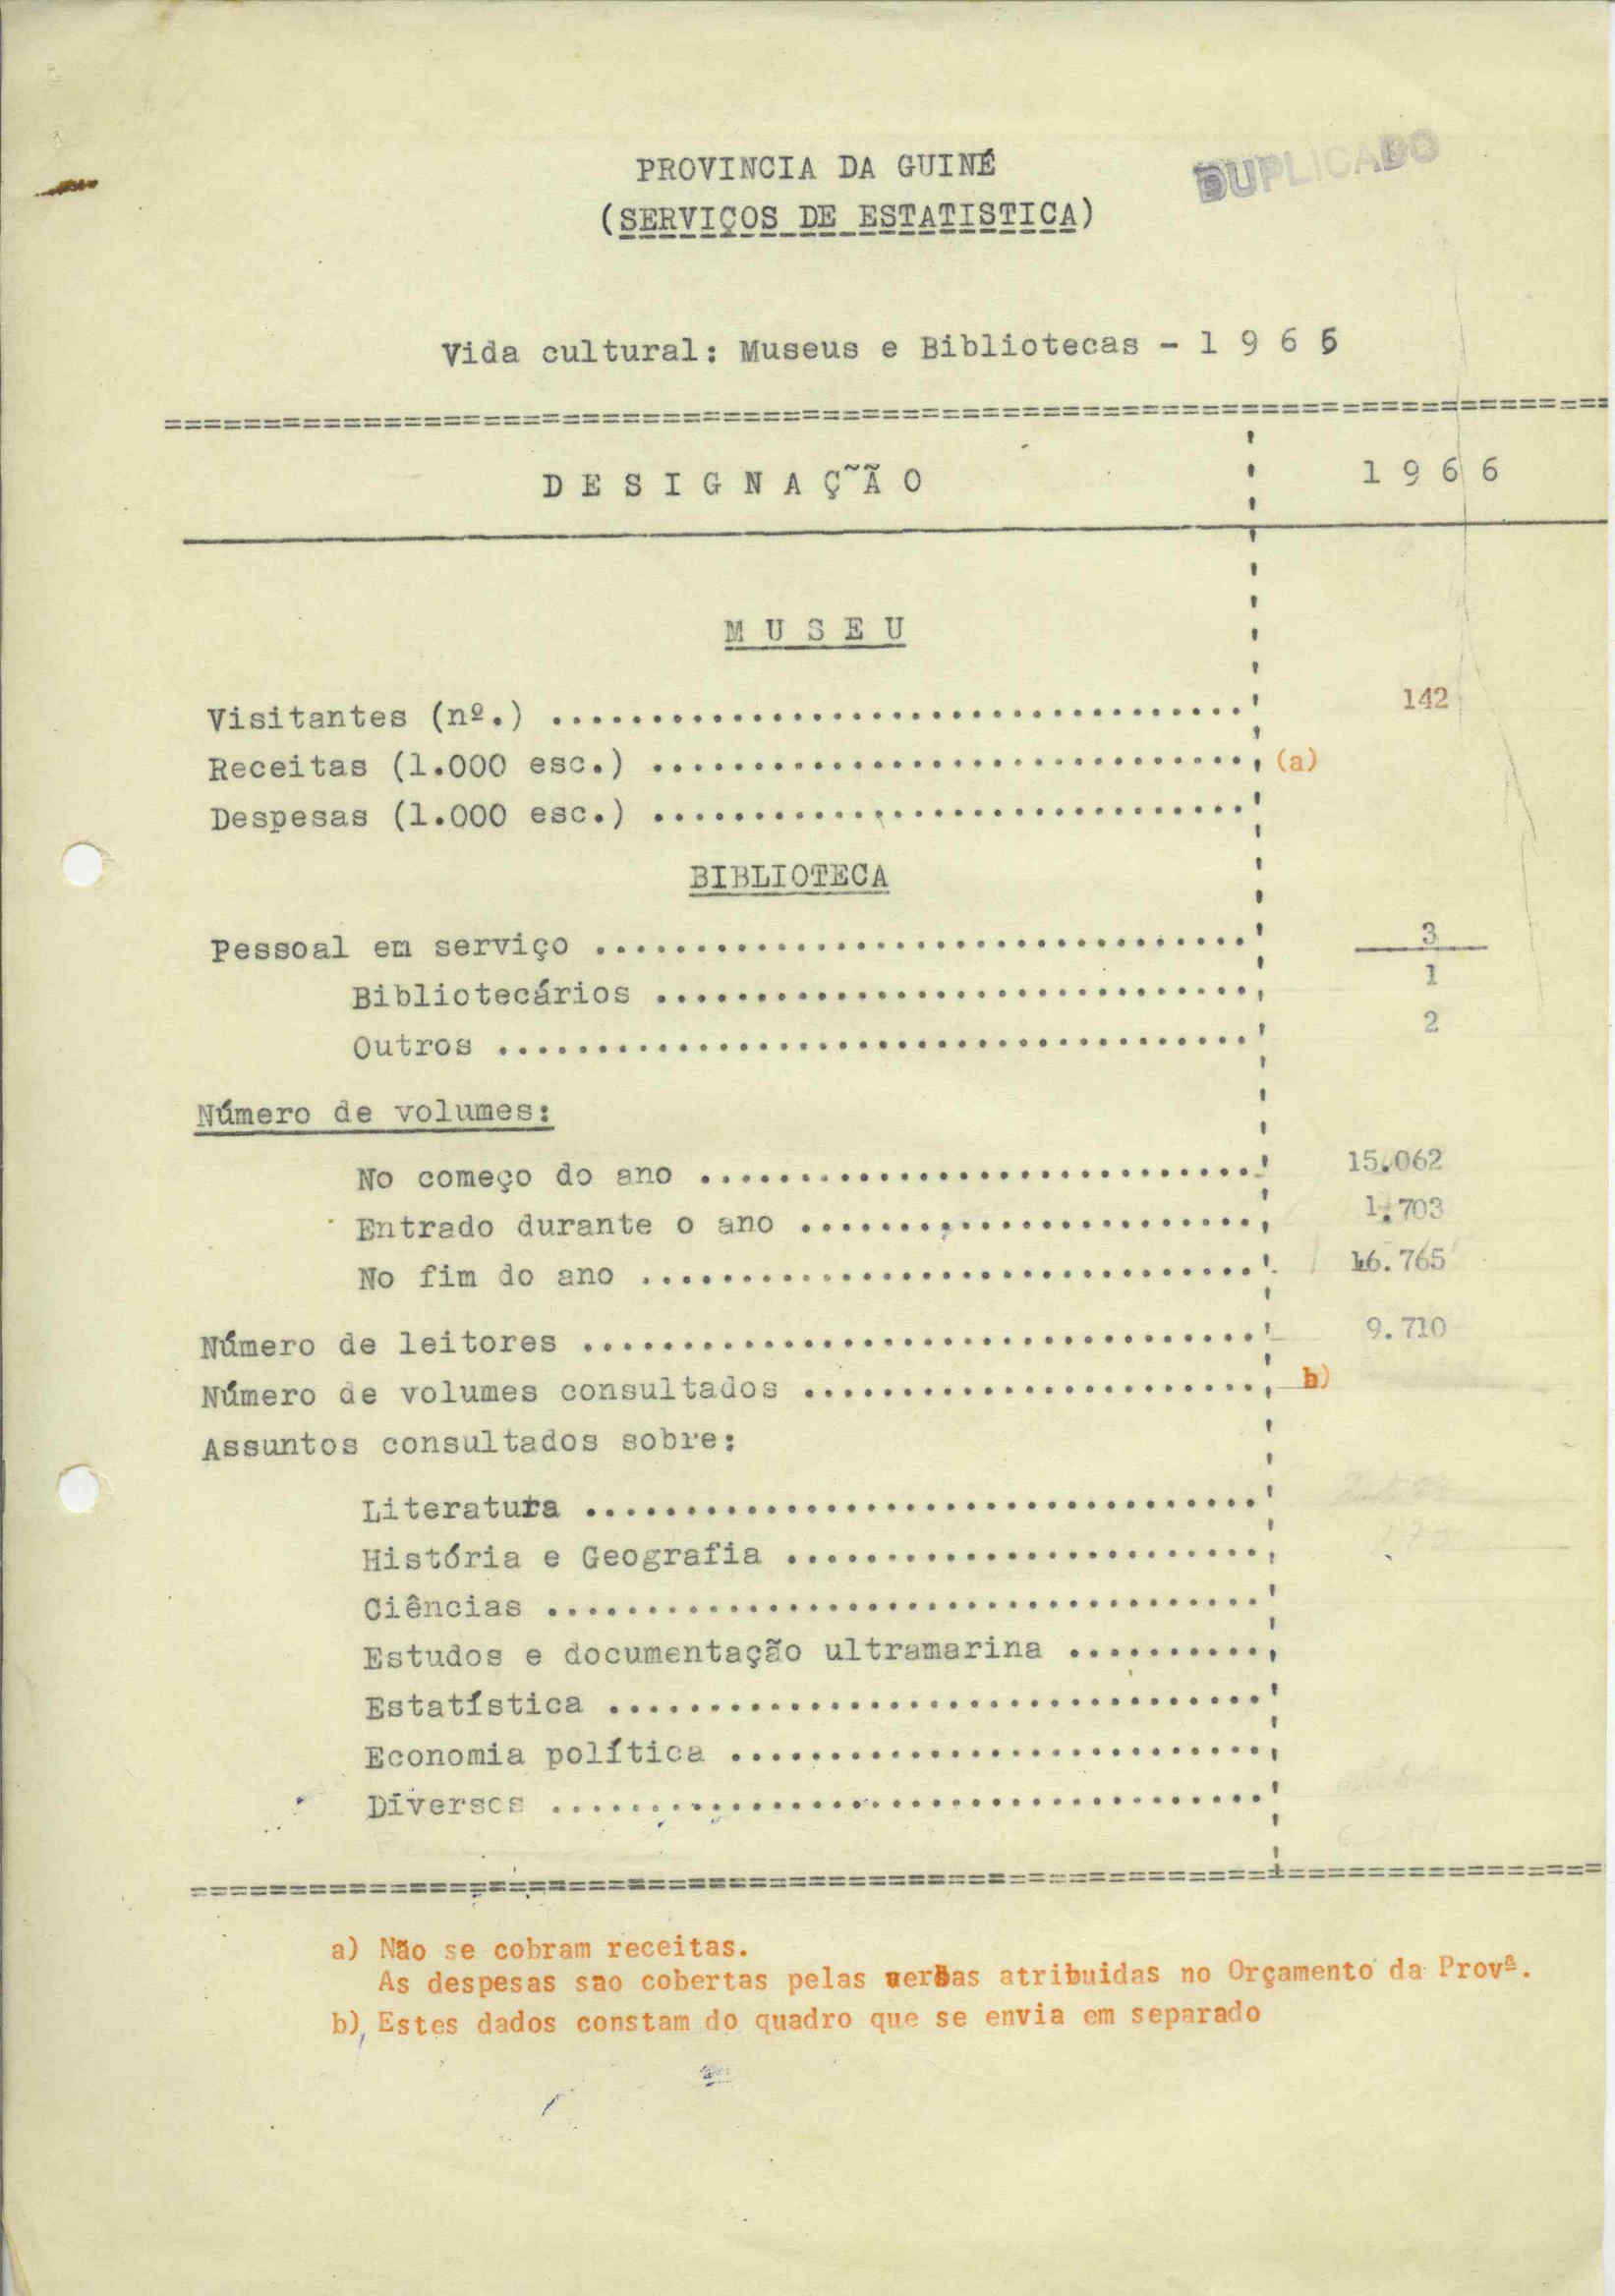 PROVINCIA DA GUINÉ
DUPLICADO
(SERVIÇOS DE ESTATISTICA)
Vida cultural: Museus e Bibliotecas - 1 9 6 6
D E S I G N A Ç ~ à O 1 9 6 6
M U S E U
Visitantes (nº.) .................................. 142
Receitas (1.000 esc.) .............................. (a)
Despesas (1.000 esc.) ..............................
BIBLIOTECA
Pessoal em serviço ................................. 3
Bibliotecários .............................. 1
Outros ...................................... 2
Número de volumes:
No começo do ano ............................ 15.062
Entrado durante o ano ....................... 1.703
No fim do ano ............................... 16.765
Número de leitores .................................. 9.710
Número de volumes consultados ....................... b)
Assuntos consultados sobre:
Literatura ..................................
História e Geografia ........................
Ciências ....................................
Estudos e documentação ultramarina ..........
Estatística .................................
Economia política ...........................
Diversos ....................................
a) Não se cobram receitas.
As despesas sao cobertas pelas verbas atribuidas no Orçamento da Provª.
b) Estes dados constam do quadro que se envia em separado